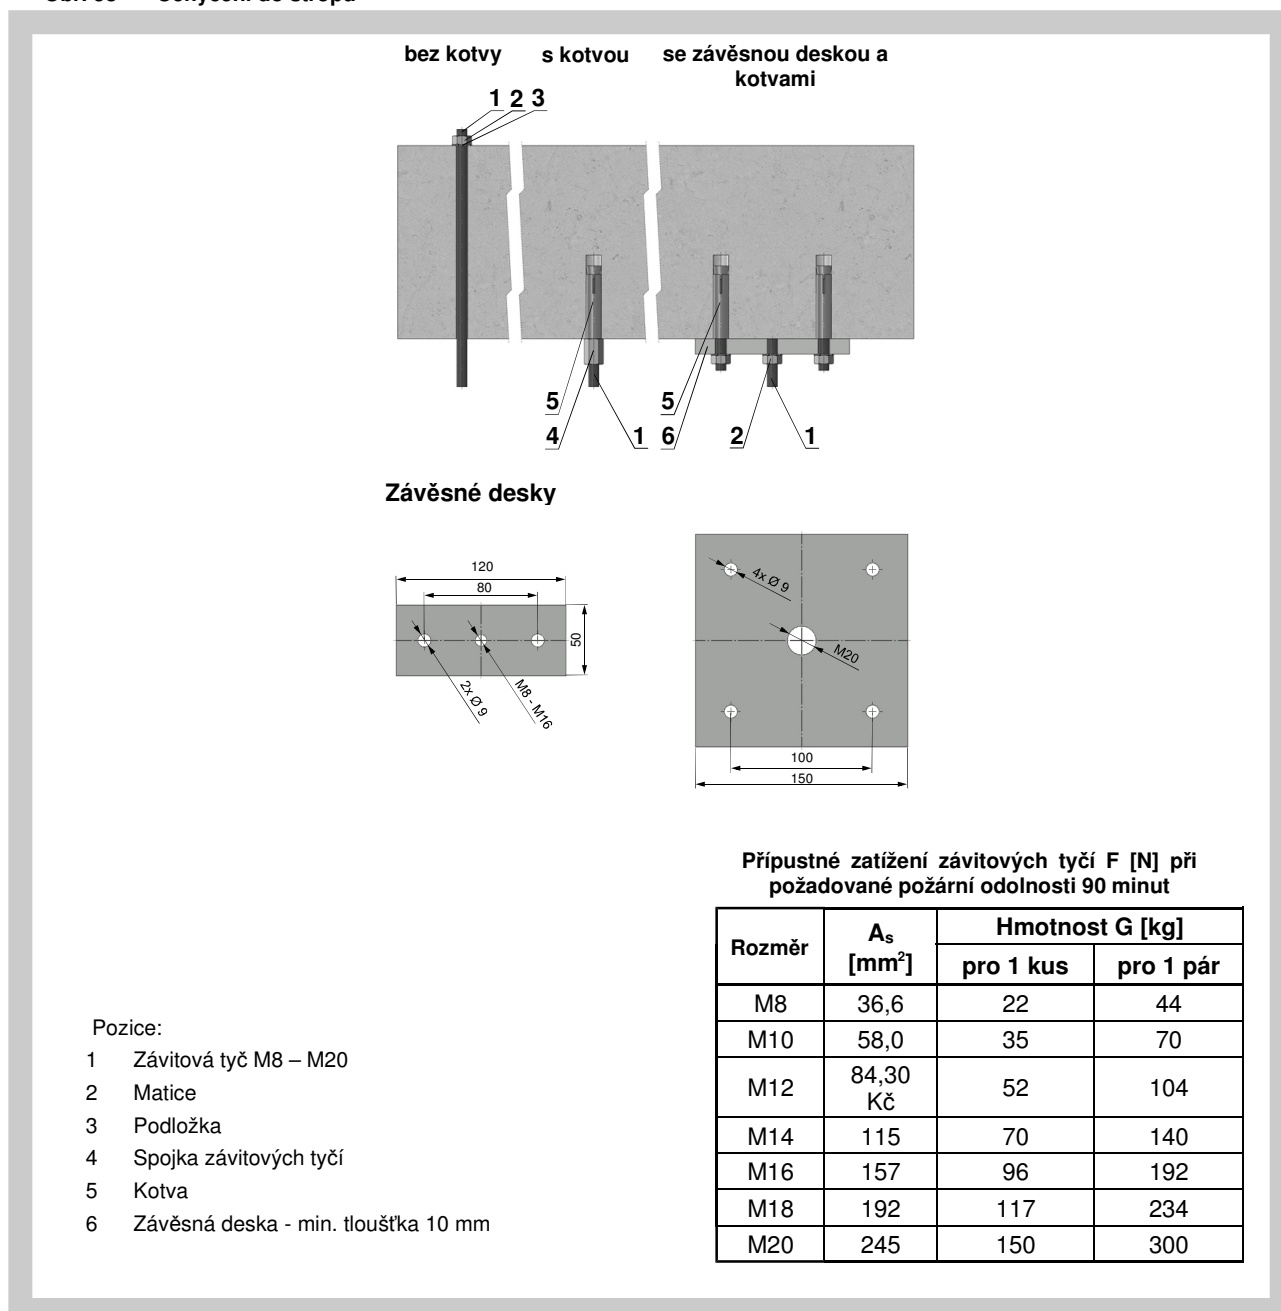 bez kotvy s kotvou se závěsnou deskou a
kotvami
1 2 3
5 5
4 1 6 2 1
Závěsné desky
120
80
50
2x Ø 9
M8 - M16
4x Ø 9
M20
100
150
Přípustné zatížení závitových tyčí F [N] při
požadované požární odolnosti 90 minut
Rozměr As [mm²] Hmotnost G [kg]
pro 1 kus pro 1 pár
M8 36,6 22 44
M10 58,0 35 70
M12 84,30 Kč 52 104
M14 115 70 140
M16 157 96 192
M18 192 117 234
M20 245 150 300
Pozice:
1 Závitová tyč M8 – M20
2 Matice
3 Podložka
4 Spojka závitových tyčí
5 Kotva
6 Závěsná deska - min. tloušťka 10 mm